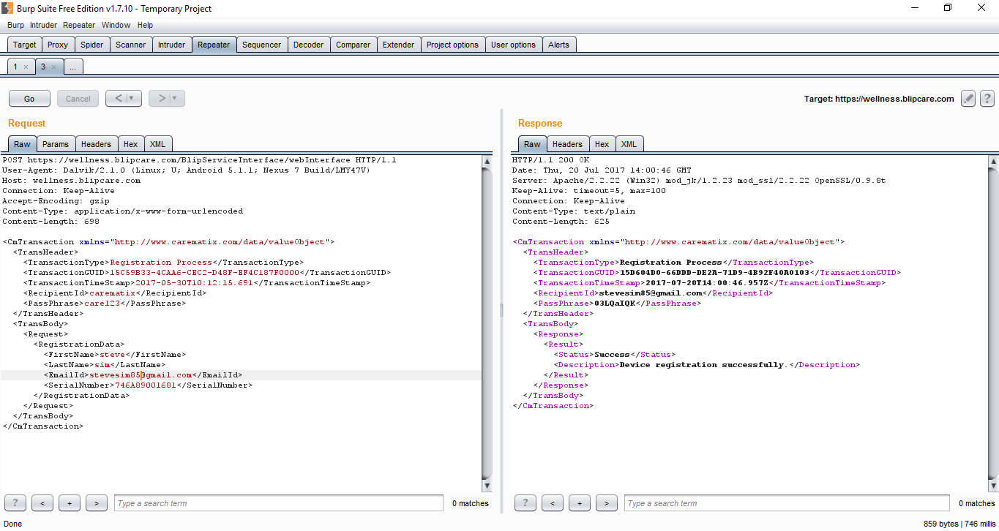 Burp Suite Free Edition v1.7.10 - Temporary Project
Burp Intruder Repeater Window Help
Target Proxy Spider Scanner Intruder Repeater Sequencer Decoder Comparer Extender Project options User options Alerts
1 × 3 × ...
Go Cancel < | ▼ > | ▼ Target: https://wellness.blipcare.com ?
Request
Raw Params Headers Hex XML
POST https://wellness.blipcare.com/BlipServiceInterface/webInterface HTTP/1.1
User-Agent: Dalvik/2.1.0 (Linux; U; Android 5.1.1; Nexus 7 Build/LMY47V)
Host: wellness.blipcare.com
Connection: Keep-Alive
Accept-Encoding: gzip
Content-Type: application/x-www-form-urlencoded
Content-Length: 698
<CmTransaction xmlns="http://www.carematix.com/data/valueObject">
<TransHeader>
<TransactionType>Registration Process</TransactionType>
<TransactionGUID>15C59B33-4CAA6-CEC2-D48F-EF4C187F0000</TransactionGUID>
<TransactionTimeStamp>2017-05-30T10:12:15.691</TransactionTimeStamp>
<RecipientId>carematix</RecipientId>
<PassPhrase>care123</PassPhrase>
</TransHeader>
<TransBody>
<Request>
<RegistrationData>
<FirstName>steve</FirstName>
<LastName>sim</LastName>
<EmailId>stevesim85@gmail.com</EmailId>
<SerialNumber>746A89001681</SerialNumber>
</RegistrationData>
</Request>
</TransBody>
</CmTransaction>
? < + > Type a search term 0 matches
Response
Raw Headers Hex XML
HTTP/1.1 200 OK
Date: Thu, 20 Jul 2017 14:00:46 GMT
Server: Apache/2.2.22 (Win32) mod_jk/1.2.23 mod_ssl/2.2.22 OpenSSL/0.9.8t
Keep-Alive: timeout=5, max=100
Connection: Keep-Alive
Content-Type: text/plain
Content-Length: 625
<CmTransaction xmlns="http://www.carematix.com/data/valueObject">
<TransHeader>
<TransactionType>Registration Process</TransactionType>
<TransactionGUID>15D604D0-66DDD-DE2A-71D9-4B92F40A0103</TransactionGUID>
<TransactionTimeStamp>2017-07-20T14:00:46.957Z</TransactionTimeStamp>
<RecipientId>stevesim85@gmail.com</RecipientId>
<PassPhrase>03LQaIQK</PassPhrase>
</TransHeader>
<TransBody>
<Response>
<Result>
<Status>Success</Status>
<Description>Device registration successfully.</Description>
</Result>
</Response>
</TransBody>
</CmTransaction>
? < + > Type a search term 0 matches
Done 859 bytes | 746 millis